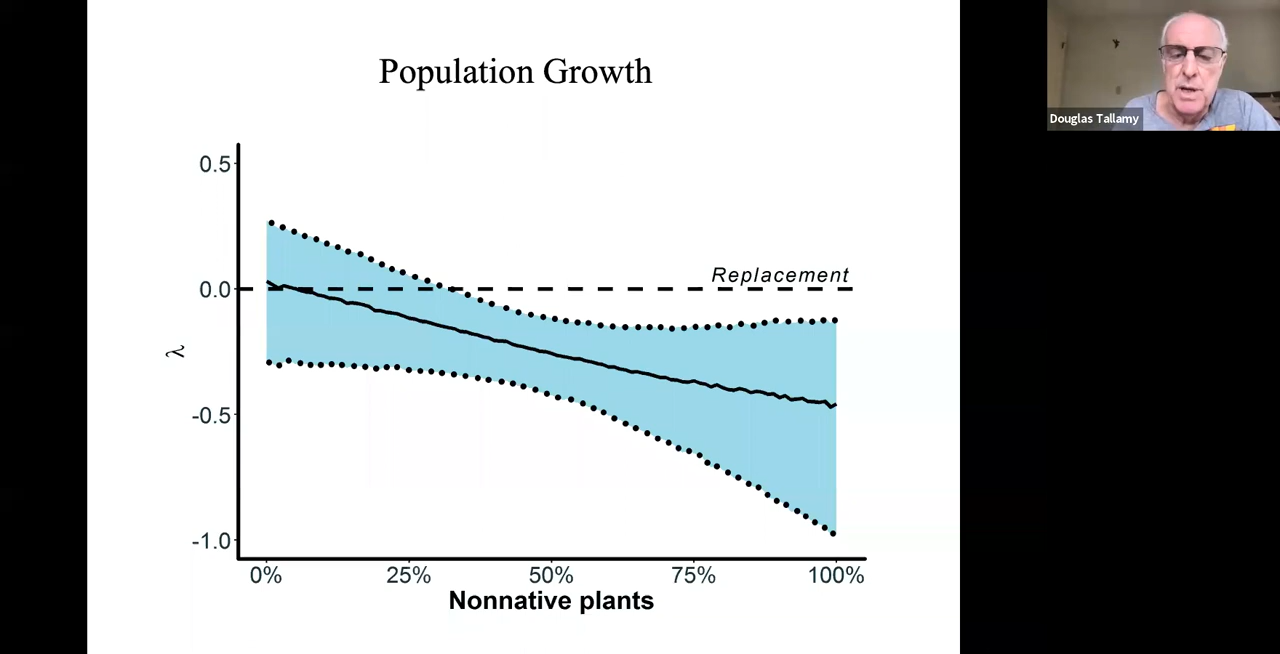 Population Growth
Douglas Tallamy
0.5
Replacement
0.0
λ
-0.5
-1.0
0% 25% 50% 75% 100%
Nonnative plants